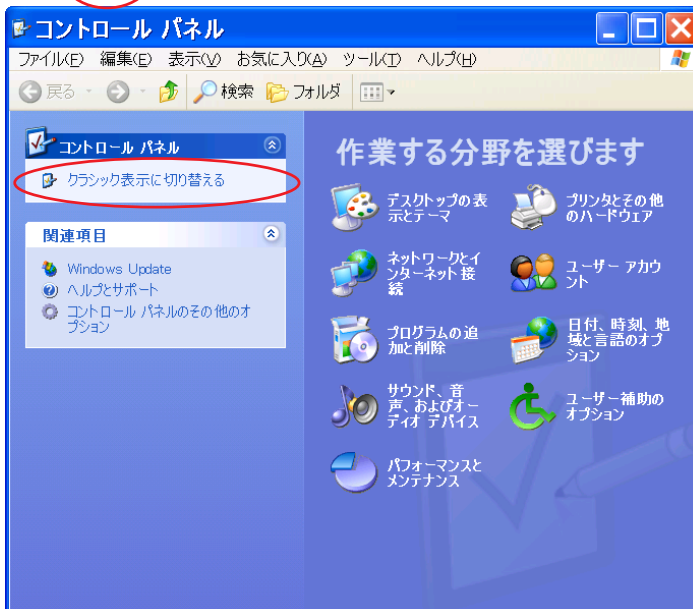 コントロール パネル
ファイル(F) 編集(E) 表示(V) お気に入り(A) ツール(T) ヘルプ(H)
戻る 検索 フォルダ
コントロール パネル
クラシック表示に切り替える
関連項目
Windows Update
ヘルプとサポート
コントロール パネルのその他のオ
プション
作業する分野を選びます
デスクトップの表
示とテーマ
プリンタとその他
のハードウェア
ネットワークとイ
ンターネット接
続
ユーザー アカウ
ント
プログラムの追
加と削除
日付、時刻、地
域と言語のオプ
ション
サウンド、音
声、およびオー
ディオ デバイス
ユーザー補助の
オプション
パフォーマンスと
メンテナンス